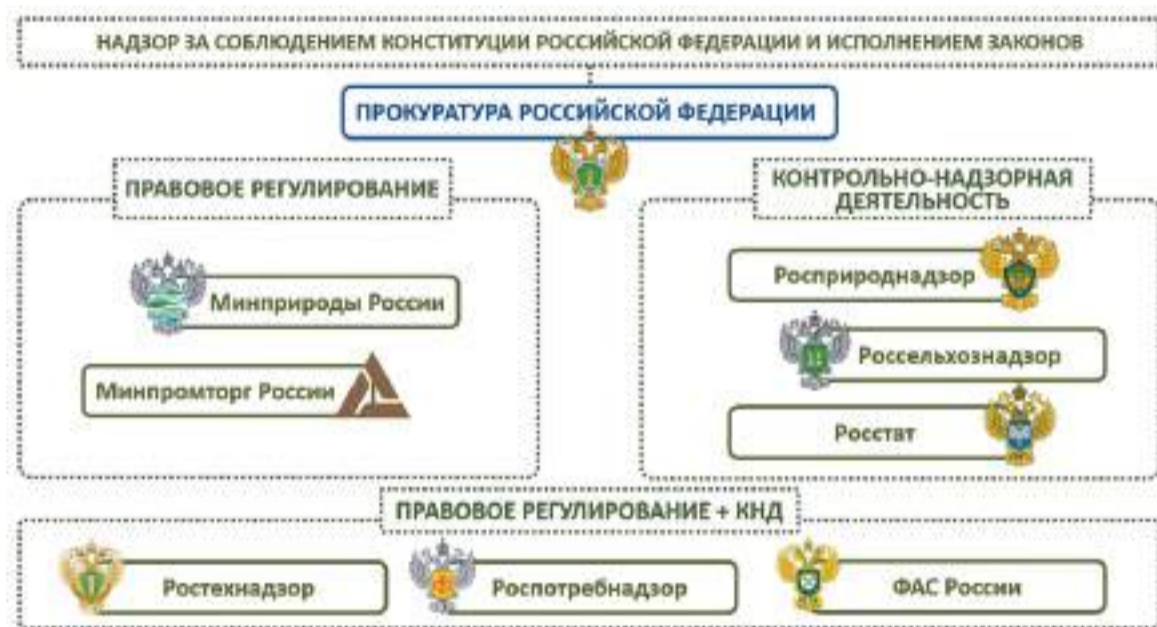 НАДЗОР ЗА СОБЛЮДЕНИЕМ КОНСТИТУЦИИ РОССИЙСКОЙ ФЕДЕРАЦИИ И ИСПОЛНЕНИЕМ ЗАКОНОВ
ПРОКУРАТУРА РОССИЙСКОЙ ФЕДЕРАЦИИ
ПРАВОВОЕ РЕГУЛИРОВАНИЕ
Минприроды России
Минпромторг России
КОНТРОЛЬНО-НАДЗОРНАЯ
ДЕЯТЕЛЬНОСТЬ
Росприроднадзор
Россельхознадзор
Росстат
ПРАВОВОЕ РЕГУЛИРОВАНИЕ + КНД
Ростехнадзор
Роспотребнадзор
ФАС России